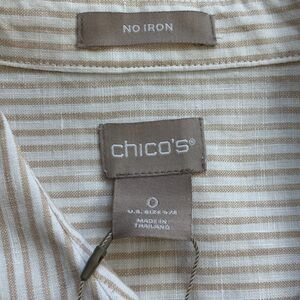 NO IRON
chico's®
0
U.S. SIZE 4/6
MADE IN
THAILAND